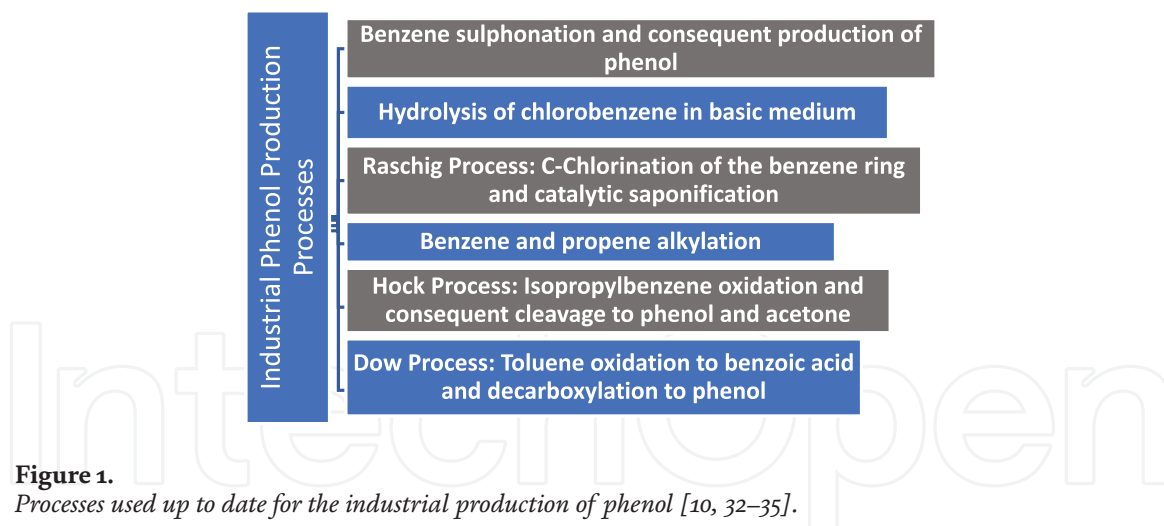 Industrial Phenol Production
Processes
Benzene sulphonation and consequent production of
phenol
Hydrolysis of chlorobenzene in basic medium
Raschig Process: C-Chlorination of the benzene ring
and catalytic saponification
Benzene and propene alkylation
Hock Process: Isopropylbenzene oxidation and
consequent cleavage to phenol and acetone
Dow Process: Toluene oxidation to benzoic acid
and decarboxylation to phenol
IntechOpen
Figure 1.
Processes used up to date for the industrial production of phenol [10, 32–35].